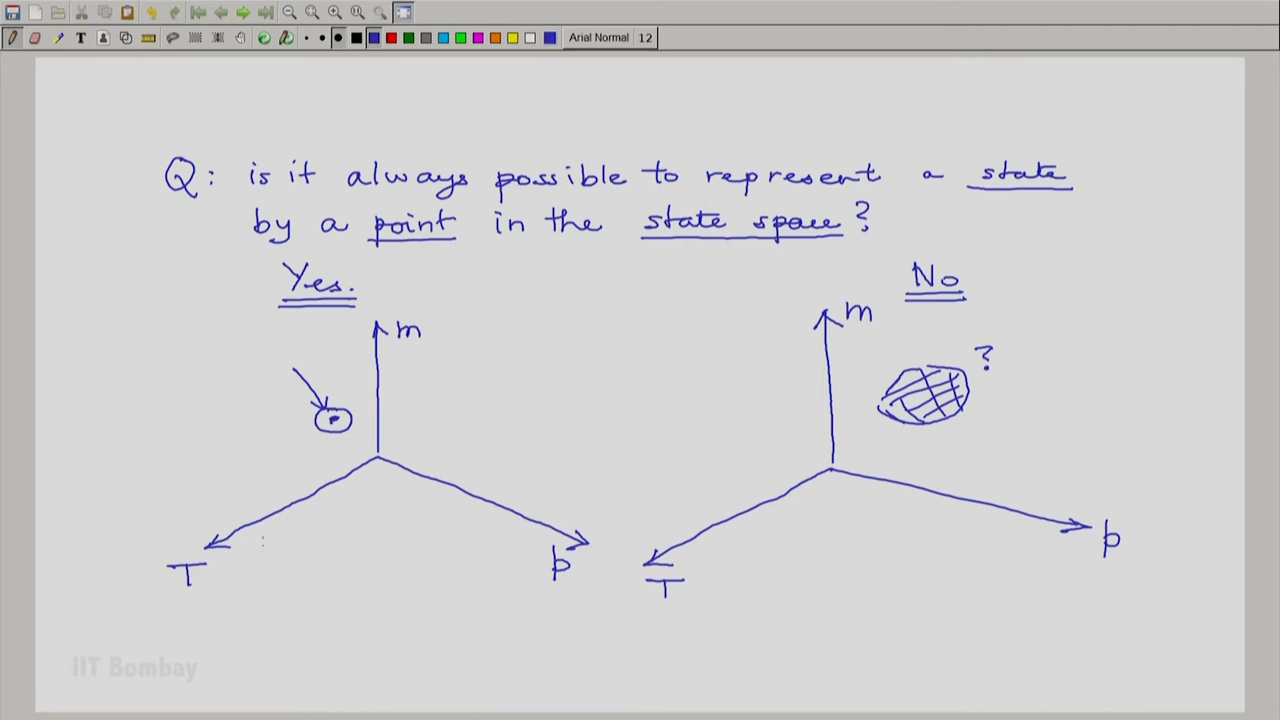 Arial Normal 12
Q: is it always possible to represent a state
by a point in the state space?
Yes.
No
m
m
?
T
p
T
p
IIT Bombay